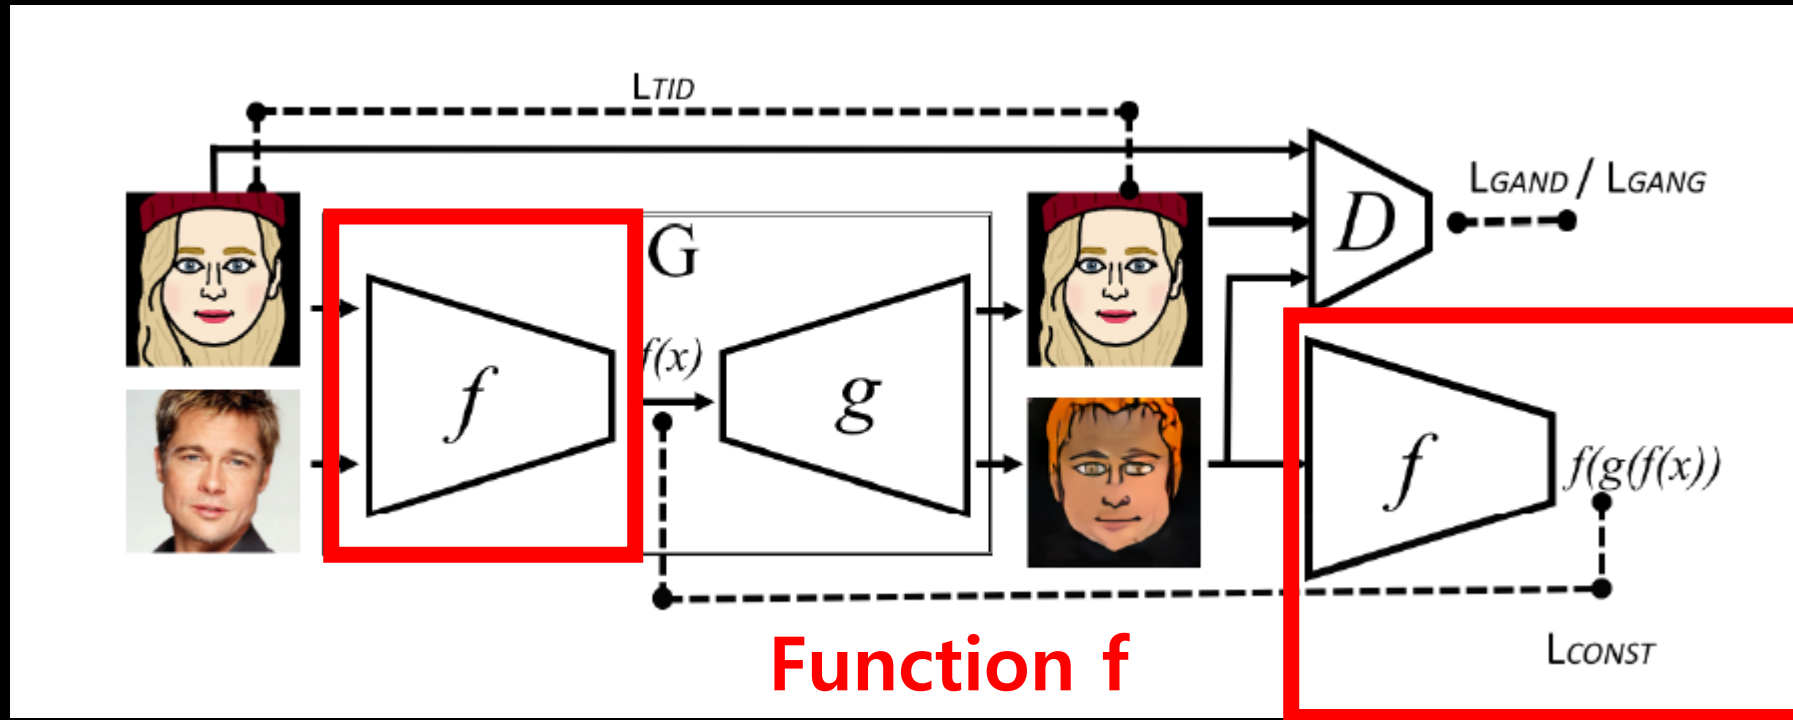 LTID
LGAND / LGANG
G
D
f(x)
f
g
f
f(g(f(x))
Function f
LCONST